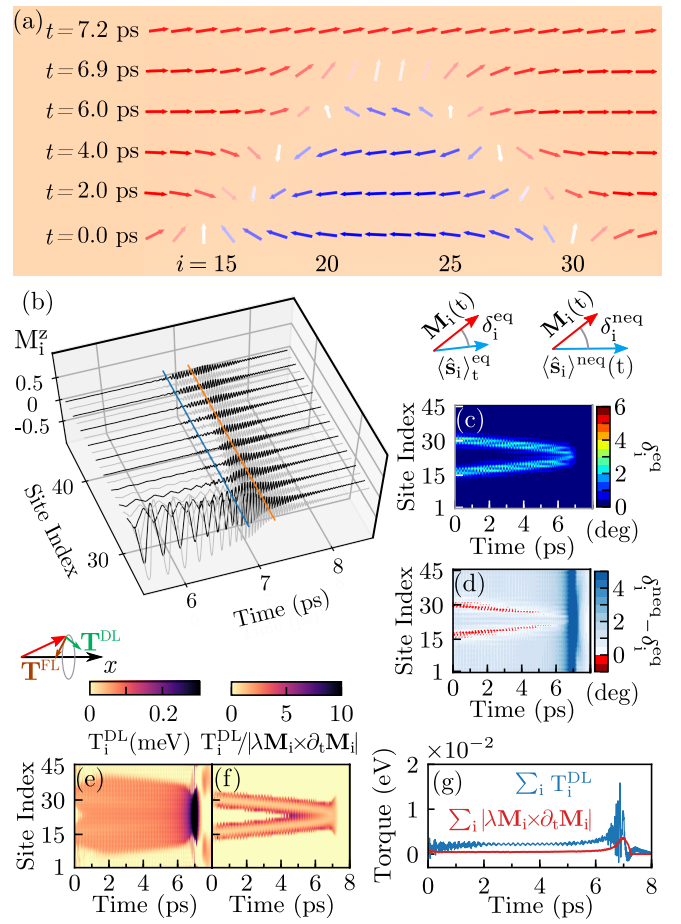 (a)
t = 7.2 ps
t = 6.9 ps
t = 6.0 ps
t = 4.0 ps
t = 2.0 ps
t = 0.0 ps
i = 15 20 25 30
(b)
M_i^z
0.5
0
-0.5
40
30
Site Index
6 7 8
Time (ps)
M_i(t) δ_i^eq
⟨ŝ_i⟩_t^eq
M_i(t) δ_i^neq
⟨ŝ_i⟩^neq(t)
(c)
45
30
15
1
Site Index
0 2 4 6
Time (ps)
6
4
2
0
δ_i^eq
(deg)
(d)
45
30
15
1
Site Index
0 2 4 6
Time (ps)
4
2
0
δ_i^neq−δ_i^eq
(deg)
T^DL
T^FL
x
0 0.2
T_i^DL(meV)
0 5 10
T_i^DL/|λM_i×∂_tM_i|
(e)
45
30
15
1
Site Index
0 2 4 6
Time (ps)
(f)
0 2 4 6 8
Time (ps)
(g)
×10⁻²
2
1
0
Torque (eV)
∑_i T_i^DL
∑_i |λM_i×∂_tM_i|
0 2 4 6 8
Time (ps)